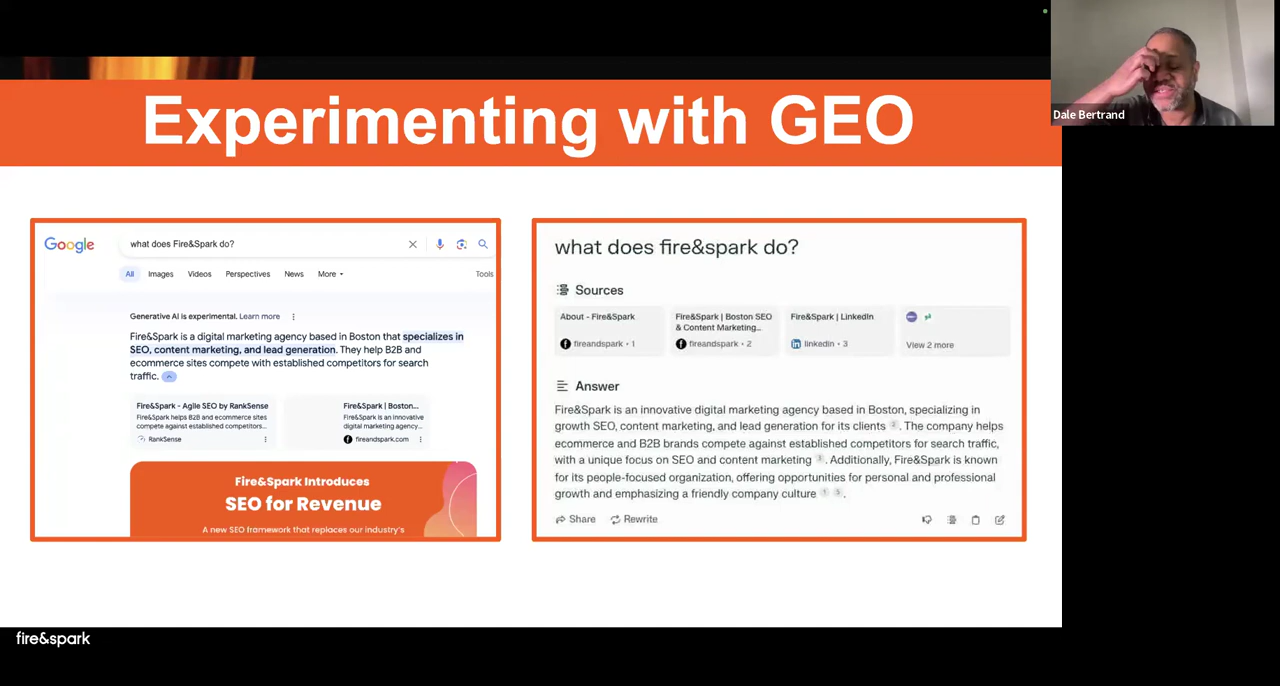 Experimenting with GEO
Dale Bertrand
Google
what does Fire&Spark do?
All Images Videos Perspectives News More Tools
Generative AI is experimental. Learn more
Fire&Spark is a digital marketing agency based in Boston that specializes in
SEO, content marketing, and lead generation. They help B2B and
ecommerce sites compete with established competitors for search
traffic.
Fire&Spark - Agile SEO by RankSense
Fire&Spark helps B2B and ecommerce sites
compete against established competitors...
RankSense
Fire&Spark | Boston...
Fire&Spark is an innovative
digital marketing agency...
fireandspark.com
Fire&Spark Introduces
SEO for Revenue
A new SEO framework that replaces our industry's
what does fire&spark do?
Sources
About - Fire&Spark
fireandspark · 1
Fire&Spark | Boston SEO
& Content Marketing...
fireandspark · 2
Fire&Spark | LinkedIn
linkedin · 3
View 2 more
Answer
Fire&Spark is an innovative digital marketing agency based in Boston, specializing in
growth SEO, content marketing, and lead generation for its clients 2. The company helps
ecommerce and B2B brands compete against established competitors for search traffic,
with a unique focus on SEO and content marketing 3. Additionally, Fire&Spark is known
for its people-focused organization, offering opportunities for personal and professional
growth and emphasizing a friendly company culture 1 5.
Share Rewrite
fire&spark